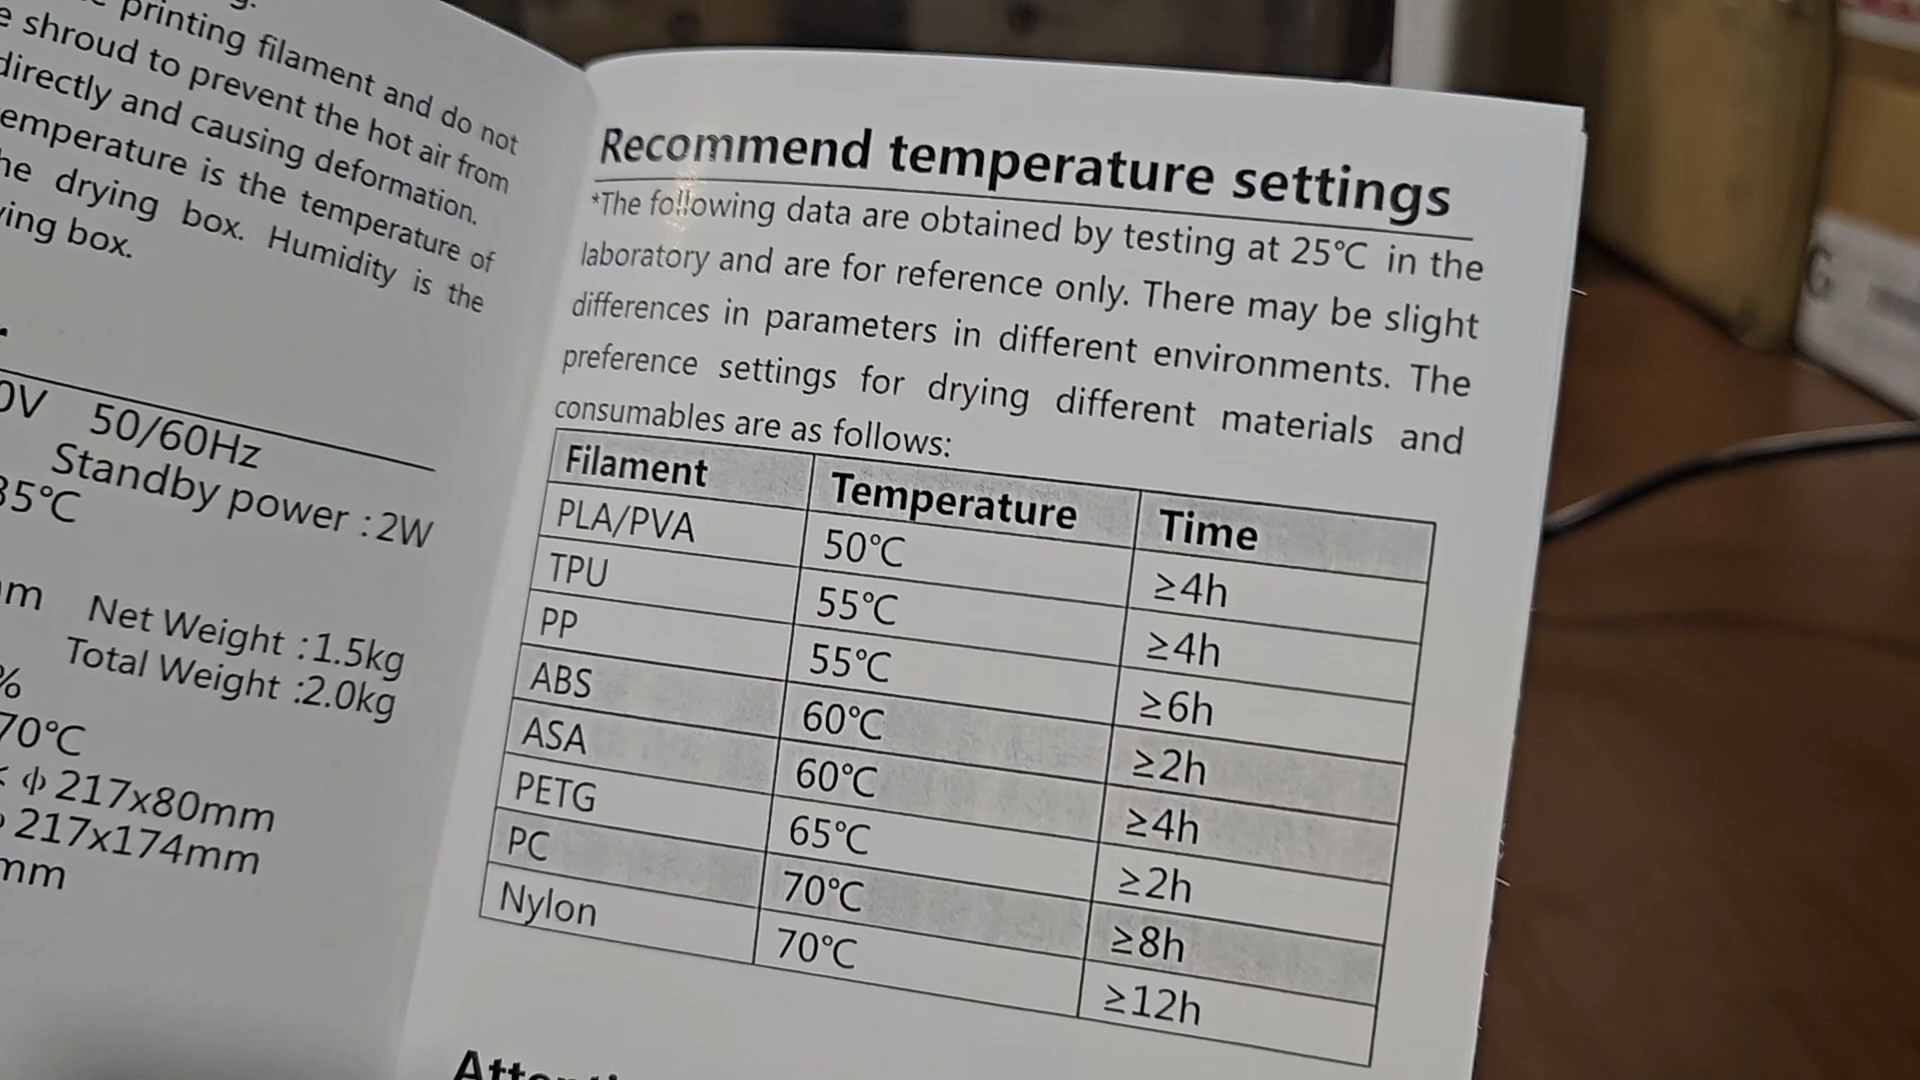 printing filament and do not
shroud to prevent the hot air from
directly and causing deformation.
temperature is the temperature of
he drying box. Humidity is the
ying box.
0V 50/60Hz
Standby power : 2W
35℃
m Net Weight :1.5kg
Total Weight :2.0kg
%
70℃
ф 217x80mm
217x174mm
mm
Recommend temperature settings
*The following data are obtained by testing at 25℃ in the
laboratory and are for reference only. There may be slight
differences in parameters in different environments. The
preference settings for drying different materials and
consumables are as follows:
Filament Temperature Time
PLA/PVA 50℃ ≥4h
TPU 55℃ ≥4h
PP 55℃ ≥6h
ABS 60℃ ≥2h
ASA 60℃ ≥4h
PETG 65℃ ≥2h
PC 70℃ ≥8h
Nylon 70℃ ≥12h
G